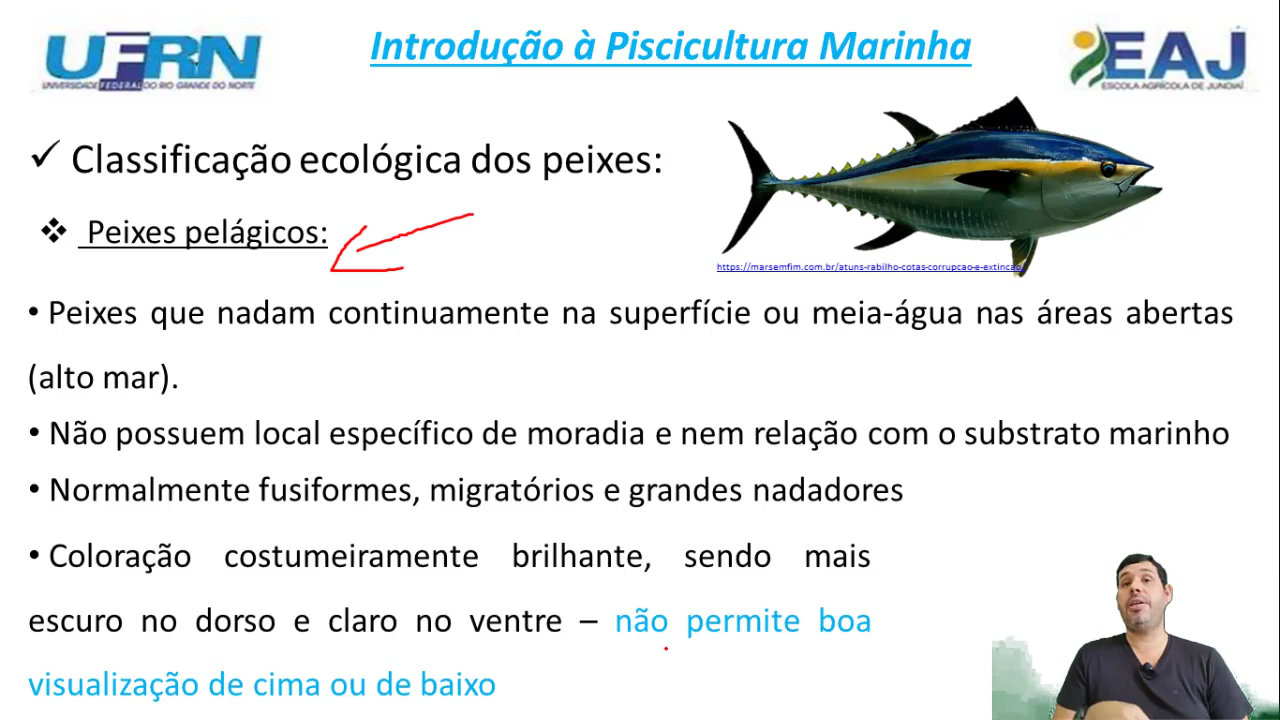 UFRN
UNIVERSIDADE FEDERAL DO RIO GRANDE DO NORTE
Introdução à Piscicultura Marinha
EAJ
ESCOLA AGRÍCOLA DE JUNDIAÍ
✓ Classificação ecológica dos peixes:
❖ Peixes pelágicos:
https://marsemfim.com.br/atuns-rabilho-cotas-corrupcao-e-extincao/
• Peixes que nadam continuamente na superfície ou meia-água nas áreas abertas
(alto mar).
• Não possuem local específico de moradia e nem relação com o substrato marinho
• Normalmente fusiformes, migratórios e grandes nadadores
• Coloração costumeiramente brilhante, sendo mais
escuro no dorso e claro no ventre – não permite boa
visualização de cima ou de baixo